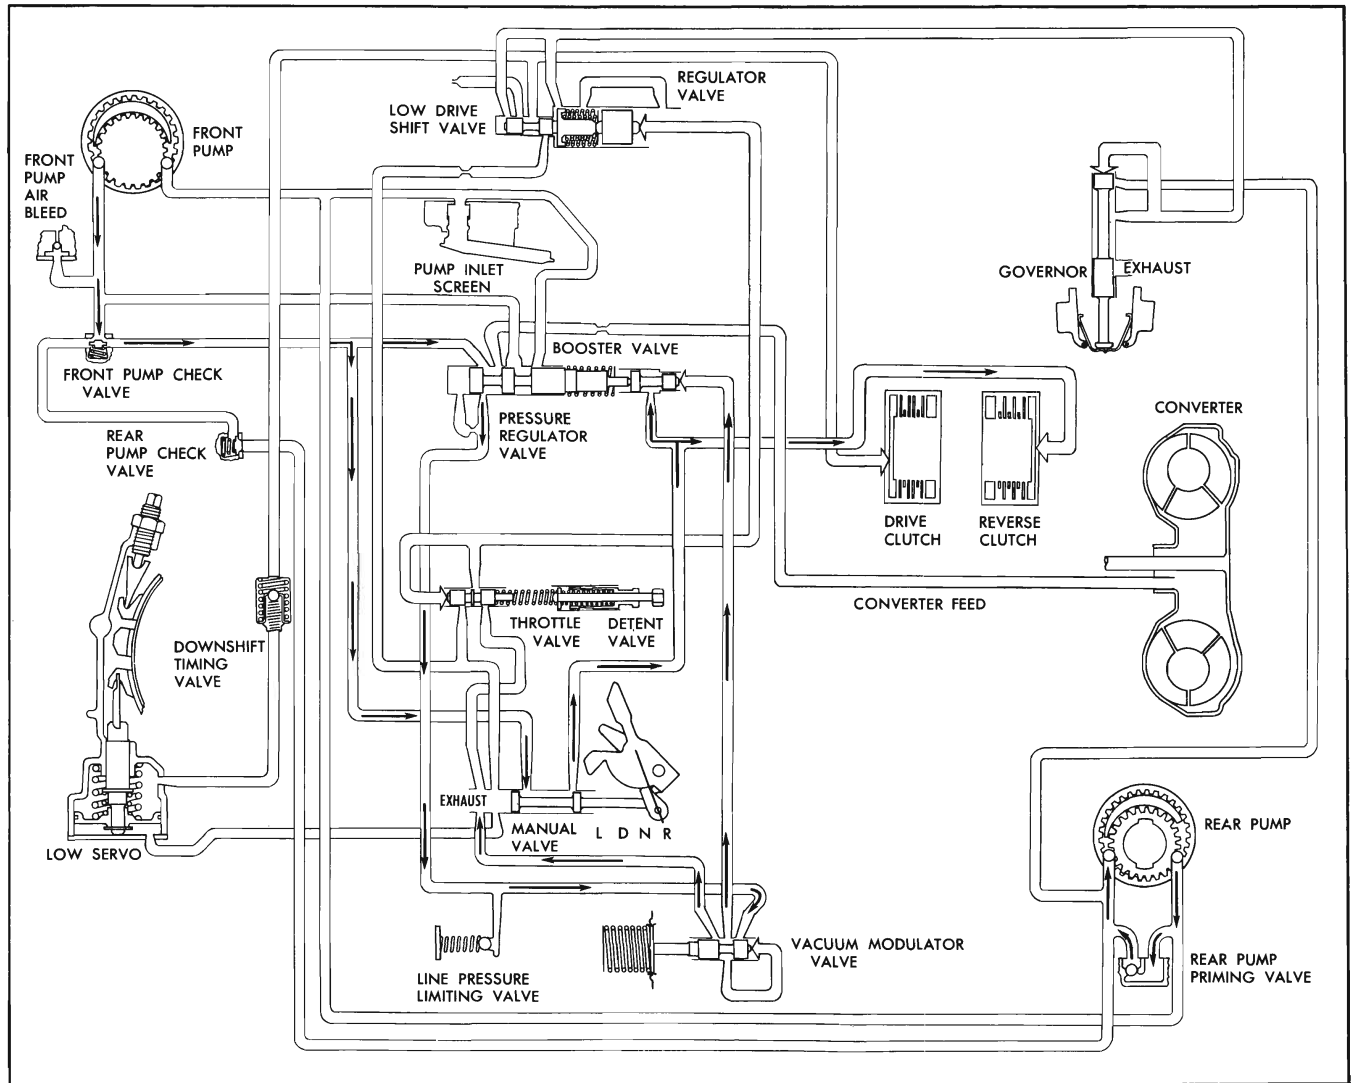 REGULATOR
VALVE
LOW DRIVE
SHIFT VALVE
FRONT
PUMP
FRONT
PUMP
AIR
BLEED
PUMP INLET
SCREEN
GOVERNOR
EXHAUST
BOOSTER VALVE
FRONT PUMP CHECK
VALVE
PRESSURE
REGULATOR
VALVE
REAR
PUMP CHECK
VALVE
CONVERTER
DRIVE
CLUTCH
REVERSE
CLUTCH
CONVERTER FEED
THROTTLE
VALVE
DETENT
VALVE
DOWNSHIFT
TIMING
VALVE
EXHAUST
MANUAL
VALVE
L D N R
LOW SERVO
REAR PUMP
VACUUM MODULATOR
VALVE
LINE PRESSURE
LIMITING VALVE
REAR PUMP
PRIMING VALVE